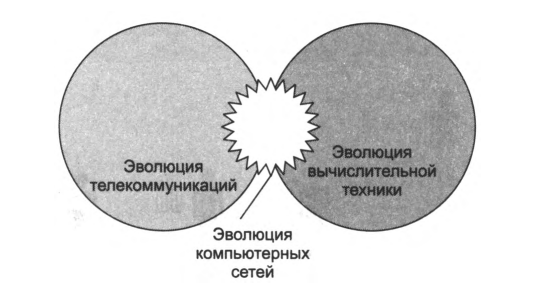 Эволюция
телекоммуникаций
Эволюция
вычислительной
техники
Эволюция
компьютерных
сетей